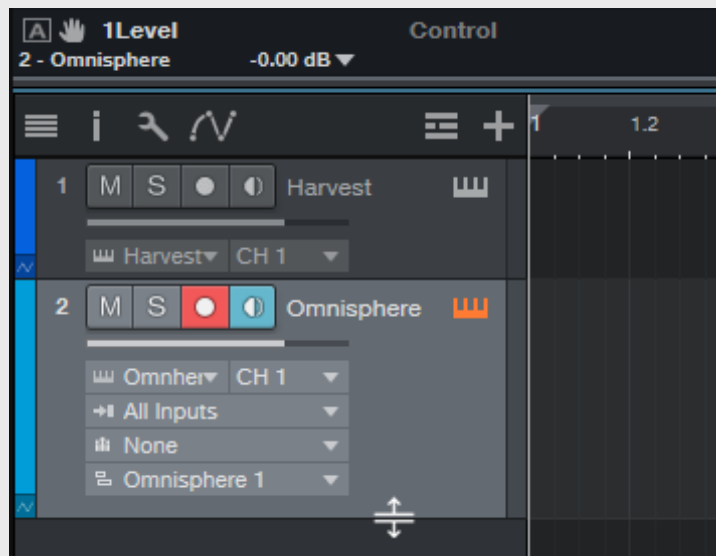 A 1Level Control
2 - Omnisphere -0.00 dB
i 1 1.2
1 M S Harvest
Harvest CH 1
2 M S Omnisphere
Omnher CH 1
All Inputs
None
Omnisphere 1